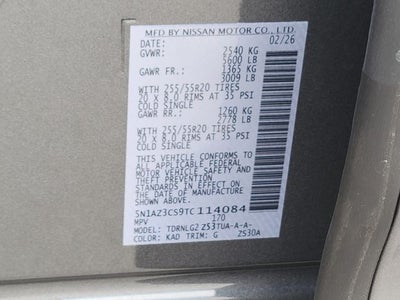 MFD BY NISSAN MOTOR CO., LTD.
DATE: 02/26
GVWR: 2540 KG
5600 LB
GAWR FR.: 1365 KG
3009 LB
WITH 255/55R20 TIRES
20 X 8.0 RIMS AT 35 PSI
COLD SINGLE
GAWR RR.: 1260 KG
2778 LB
WITH 255/55R20 TIRES
20 X 8.0 RIMS AT 35 PSI
COLD SINGLE
THIS VEHICLE CONFORMS TO
ALL APPLICABLE FEDERAL
MOTOR VEHICLE SAFETY
AND THEFT PREVENTION
STANDARDS IN EFFECT ON
THE DATE OF MANUFACTURE
5N1AZ3CS9TC114084
MPV 170
MODEL: TDRNLG2 Z53TUA-A-A-
COLOR: KAD TRIM: G ZS30A